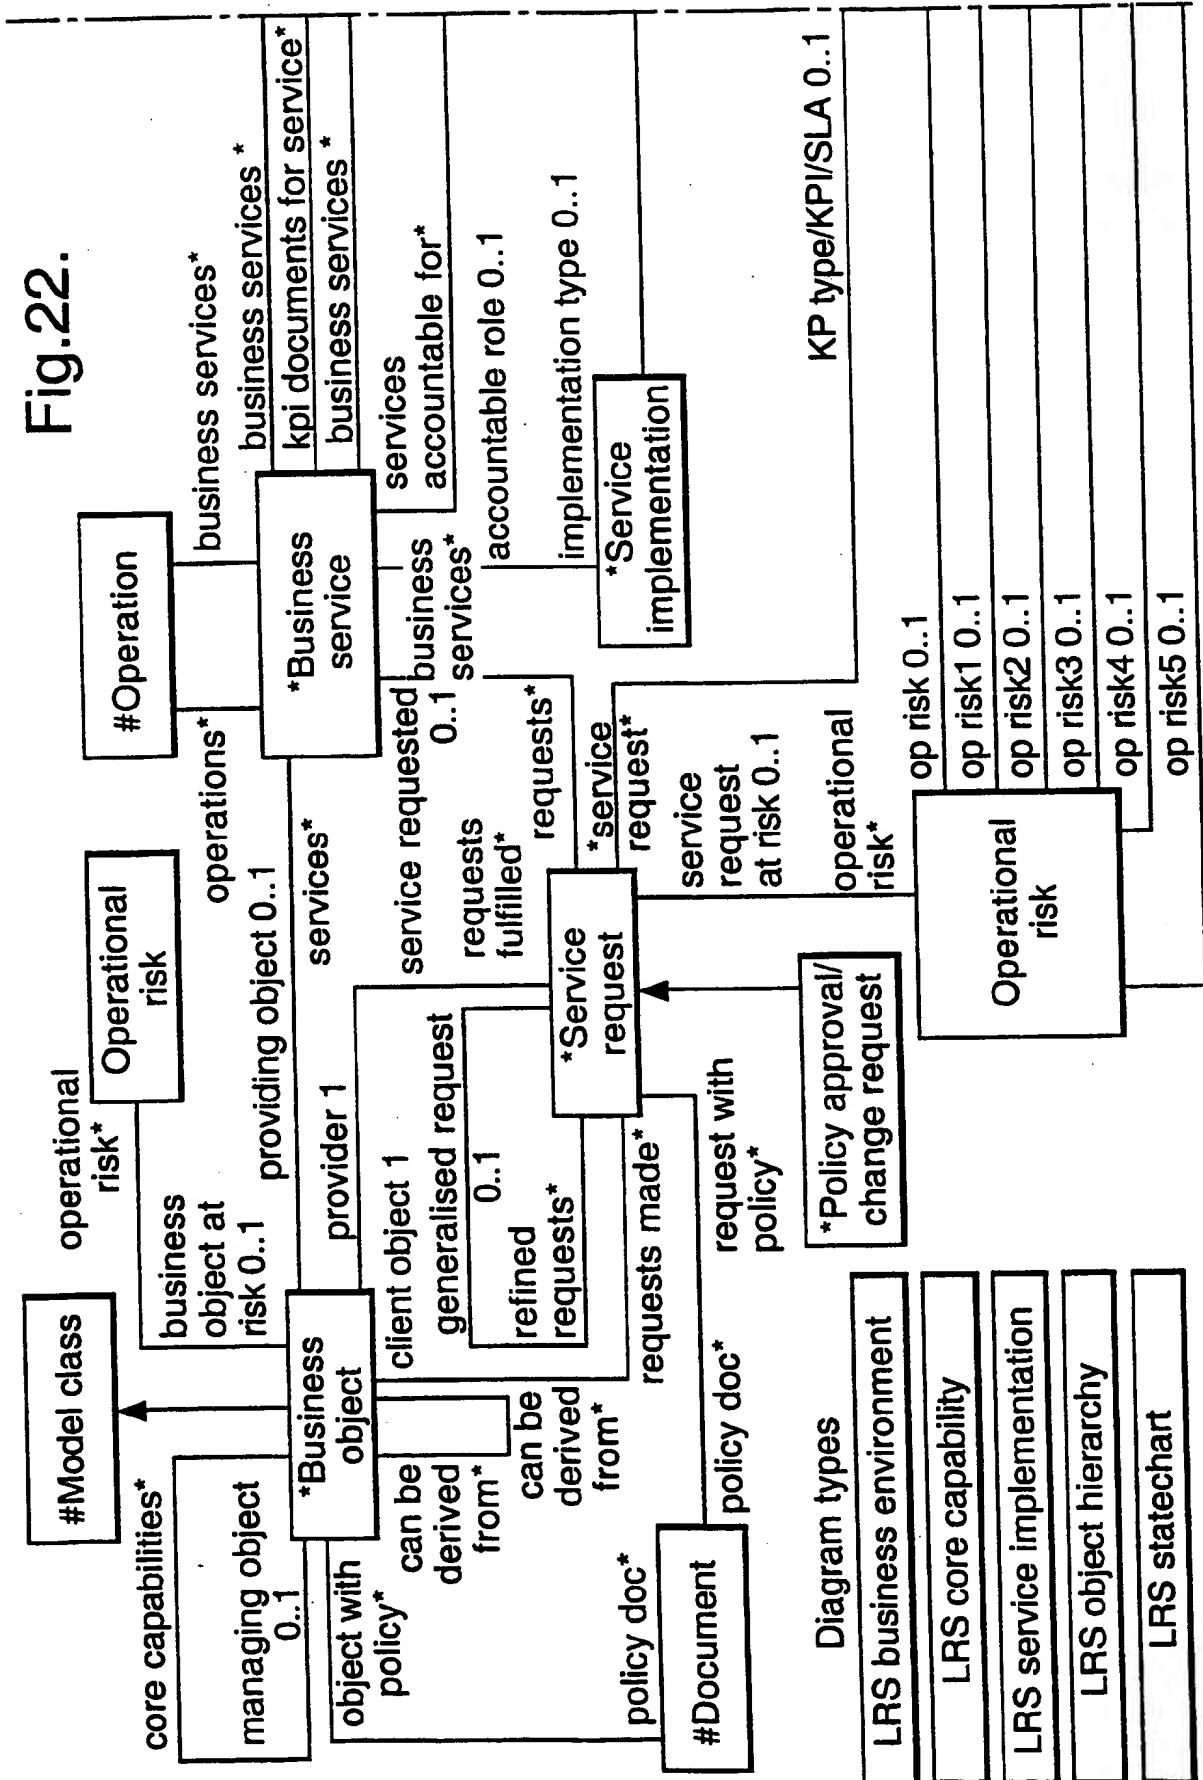 Fig.22.
#Model class
operational
risk*
Operational
risk
#Operation
business services*
core capabilities*
managing object
0..1
business
object at
risk 0..1
operations*
business services*
kpi documents for service*
business services*
*Business
object
providing object 0..1
services*
*Business
service
services
accountable for*
object with
policy*
can be
derived
from*
can be
derived
from*
client object 1
provider 1
service requested
0..1
business
services*
accountable role 0..1
generalised request
0..1
refined
requests*
requests
fulfilled*
requests*
implementation type 0..1
*Service
request
*service
request*
*Service
implementation
requests made*
policy doc*
#Document
policy doc*
request with
policy*
service
request
at risk 0..1
KP type/KPI/SLA 0..1
*Policy approval/
change request
operational
risk*
Operational
risk
op risk 0..1
op risk1 0..1
op risk2 0..1
op risk3 0..1
op risk4 0..1
op risk5 0..1
Diagram types
LRS business environment
LRS core capability
LRS service implementation
LRS object hierarchy
LRS statechart